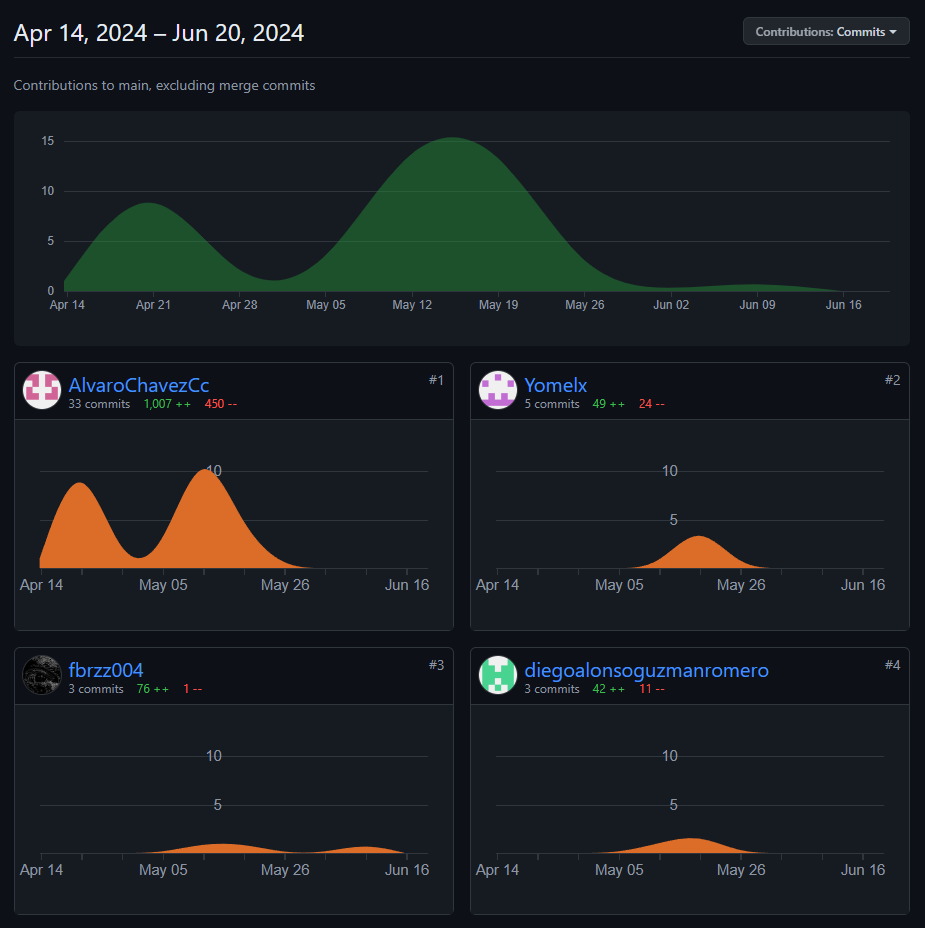 Apr 14, 2024 – Jun 20, 2024
Contributions: Commits
Contributions to main, excluding merge commits
15
10
5
0
Apr 14 Apr 21 Apr 28 May 05 May 12 May 19 May 26 Jun 02 Jun 09 Jun 16
AlvaroChavezCc
#1
33 commits 1,007 ++ 450 --
10
Apr 14 May 05 May 26 Jun 16
Yomelx
#2
5 commits 49 ++ 24 --
10
5
Apr 14 May 05 May 26 Jun 16
fbrzz004
#3
3 commits 76 ++ 1 --
10
5
Apr 14 May 05 May 26 Jun 16
diegoalonsoguzmanromero
#4
3 commits 42 ++ 11 --
10
5
Apr 14 May 05 May 26 Jun 16